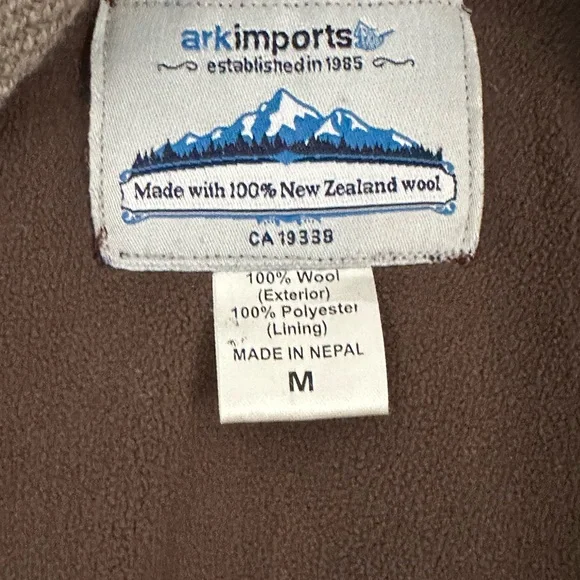 arkimports
established in 1985
Made with 100% New Zealand wool
CA 19338
100% Wool
(Exterior)
100% Polyester
(Lining)
MADE IN NEPAL
M